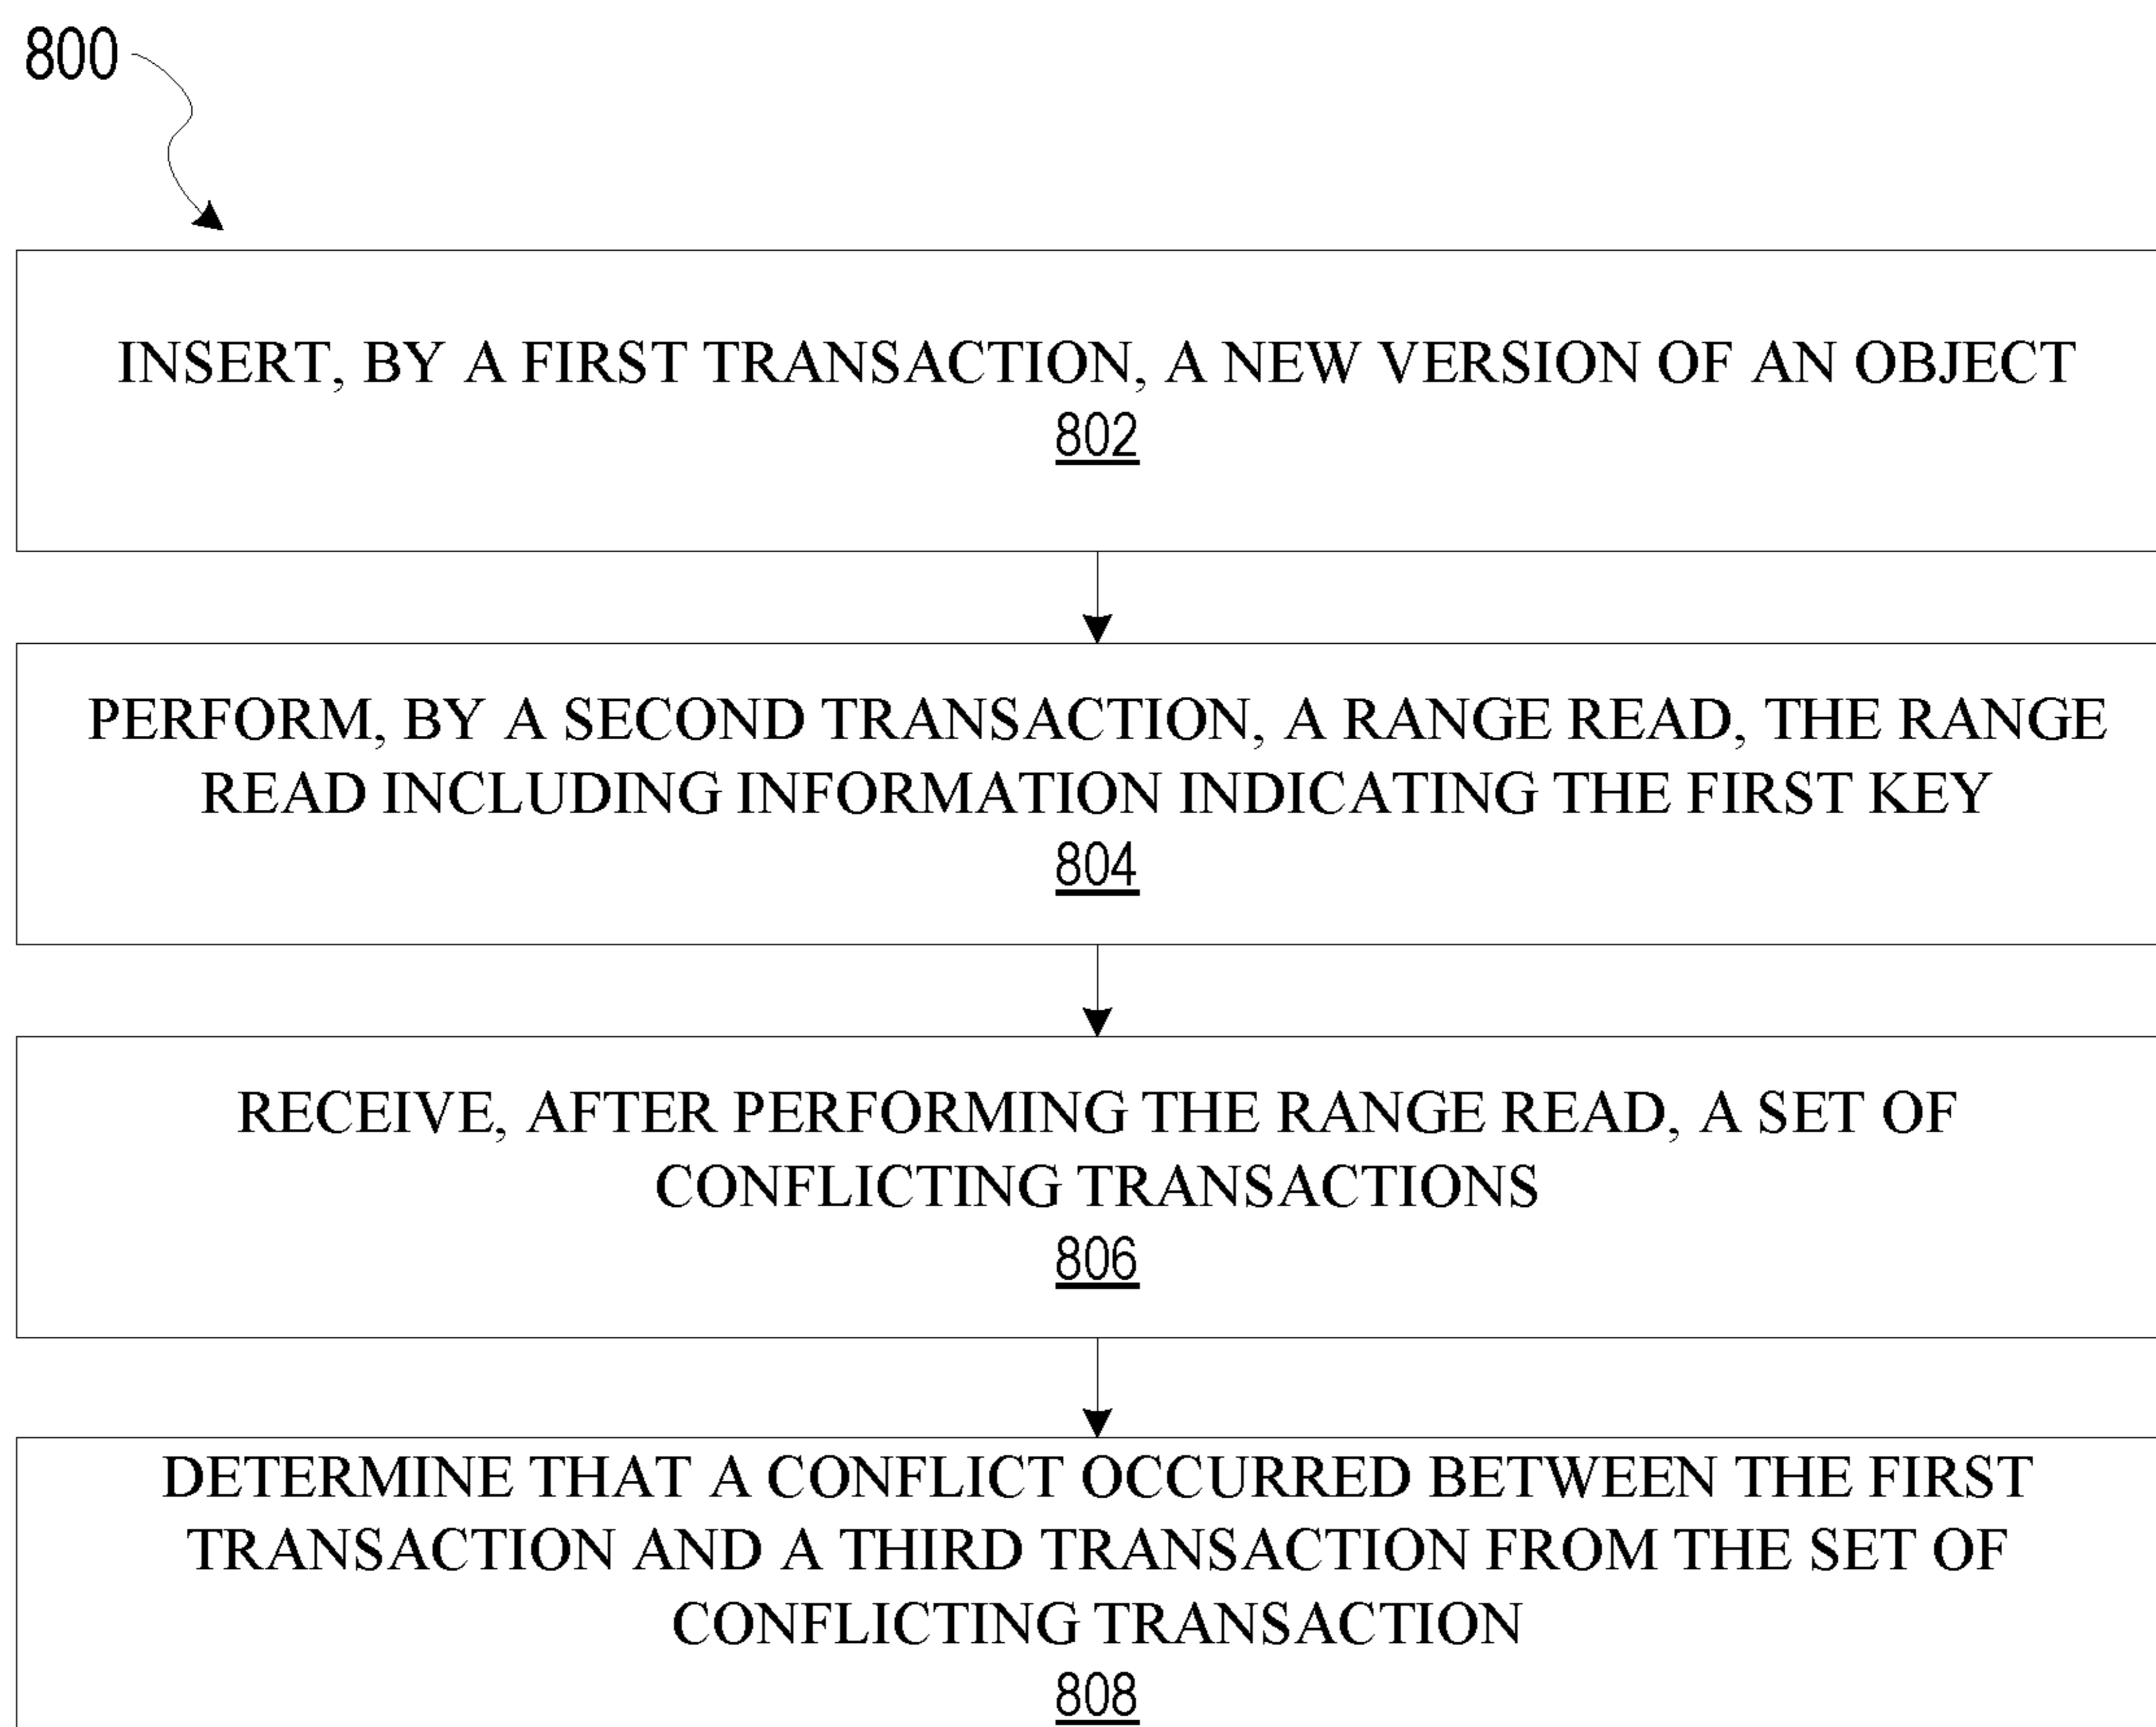 800
INSERT, BY A FIRST TRANSACTION, A NEW VERSION OF AN OBJECT
802
PERFORM, BY A SECOND TRANSACTION, A RANGE READ, THE RANGE
READ INCLUDING INFORMATION INDICATING THE FIRST KEY
804
RECEIVE, AFTER PERFORMING THE RANGE READ, A SET OF
CONFLICTING TRANSACTIONS
806
DETERMINE THAT A CONFLICT OCCURRED BETWEEN THE FIRST
TRANSACTION AND A THIRD TRANSACTION FROM THE SET OF
CONFLICTING TRANSACTION
808